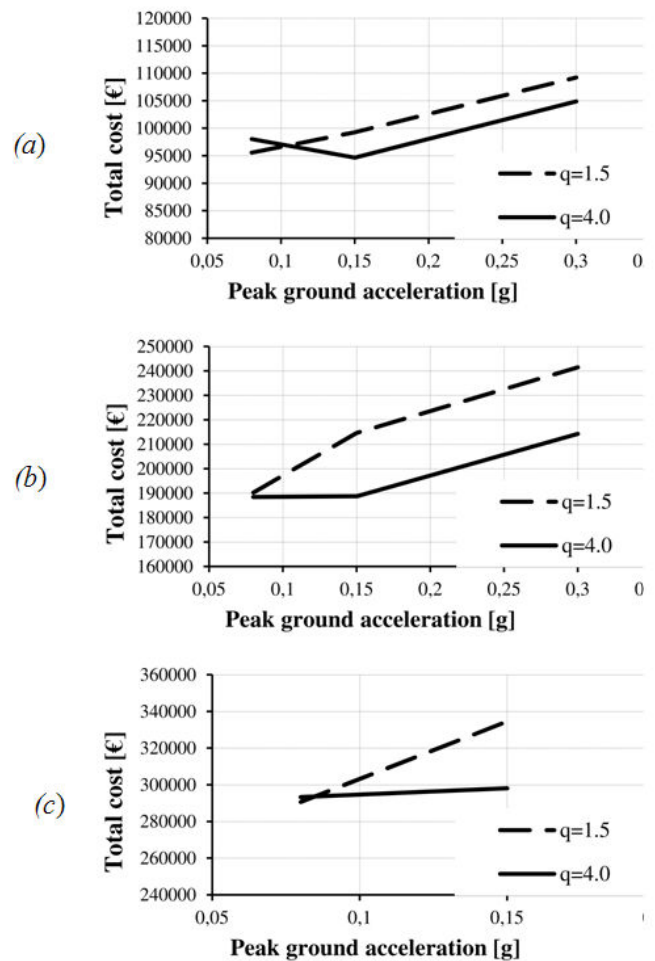 (a)
Total cost [€]
120000
115000
110000
105000
100000
95000
90000
85000
80000
q=1.5
q=4.0
0,05 0,1 0,15 0,2 0,25 0,3 0
Peak ground acceleration [g]
(b)
Total cost [€]
250000
240000
230000
220000
210000
200000
190000
180000
170000
160000
q=1.5
q=4.0
0,05 0,1 0,15 0,2 0,25 0,3 0
Peak ground acceleration [g]
(c)
Total cost [€]
360000
340000
320000
300000
280000
260000
240000
q=1.5
q=4.0
0,05 0,1 0,15
Peak ground acceleration [g]